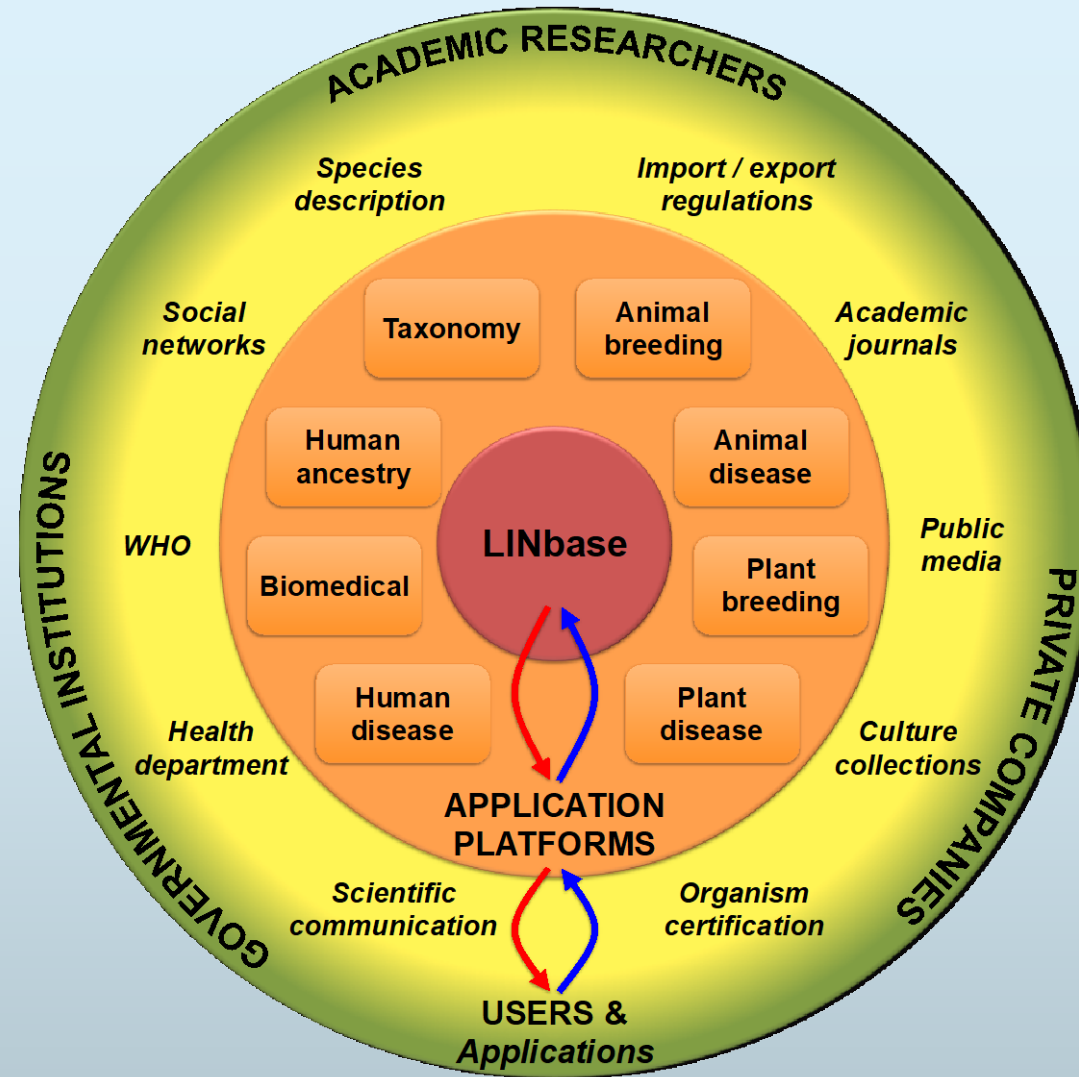 ACADEMIC RESEARCHERS
Species
description
Import / export
regulations
Social
networks
Taxonomy
Animal
breeding
Academic
journals
Human
ancestry
Animal
disease
LINbase
WHO
Public
media
Biomedical
Plant
breeding
GOVERNMENTAL INSTITUTIONS
PRIVATE COMPANIES
Human
disease
Plant
disease
Health
department
Culture
collections
APPLICATION
PLATFORMS
Scientific
communication
Organism
certification
USERS &
Applications